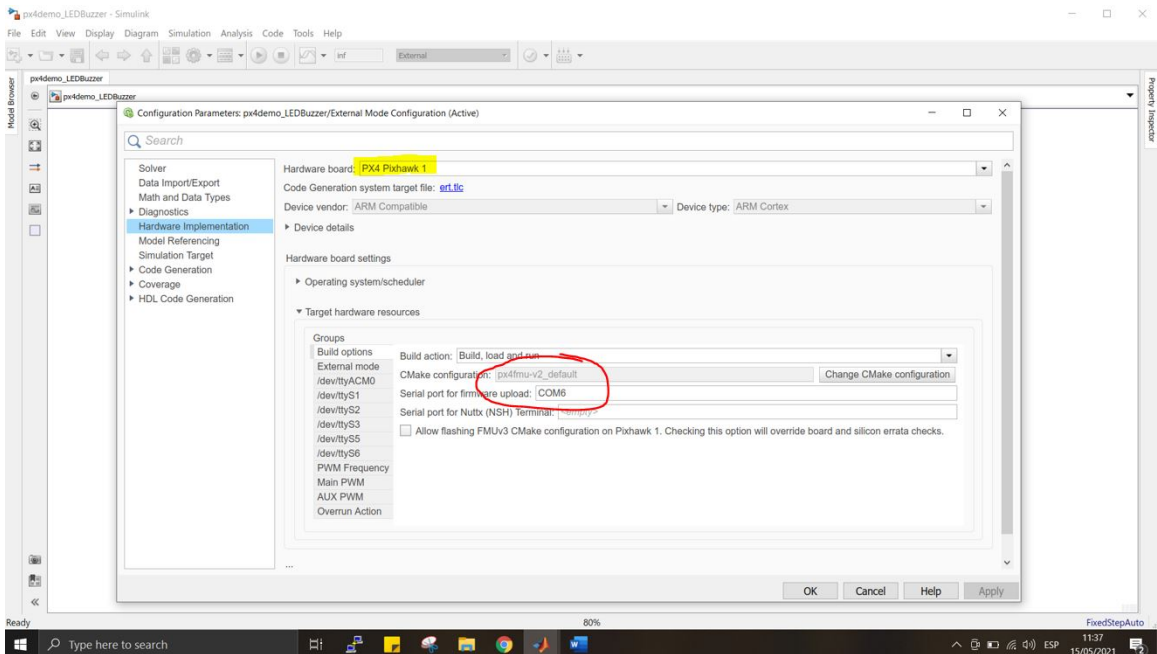 px4demo_LEDBuzzer - Simulink
File Edit View Display Diagram Simulation Analysis Code Tools Help
inf External
Model Browser
px4demo_LEDBuzzer
px4demo_LEDBuzzer
Property Inspector
Configuration Parameters: px4demo_LEDBuzzer/External Mode Configuration (Active)
Search
Solver
Data Import/Export
Math and Data Types
Diagnostics
Hardware Implementation
Model Referencing
Simulation Target
Code Generation
Coverage
HDL Code Generation
Hardware board: PX4 Pixhawk 1
Code Generation system target file: ert.tlc
Device vendor: ARM Compatible Device type: ARM Cortex
Device details
Hardware board settings
Operating system/scheduler
Target hardware resources
Groups
Build options
External mode
/dev/ttyACM0
/dev/ttyS1
/dev/ttyS2
/dev/ttyS3
/dev/ttyS5
/dev/ttyS6
PWM Frequency
Main PWM
AUX PWM
Overrun Action
Build action: Build, load and run
CMake configuration: px4fmu-v2_default Change CMake configuration
Serial port for firmware upload: COM6
Serial port for Nuttx (NSH) Terminal: <empty>
Allow flashing FMUv3 CMake configuration on Pixhawk 1. Checking this option will override board and silicon errata checks.
...
OK Cancel Help Apply
Ready 80% FixedStepAuto
Type here to search ESP 11:37
15/05/2021